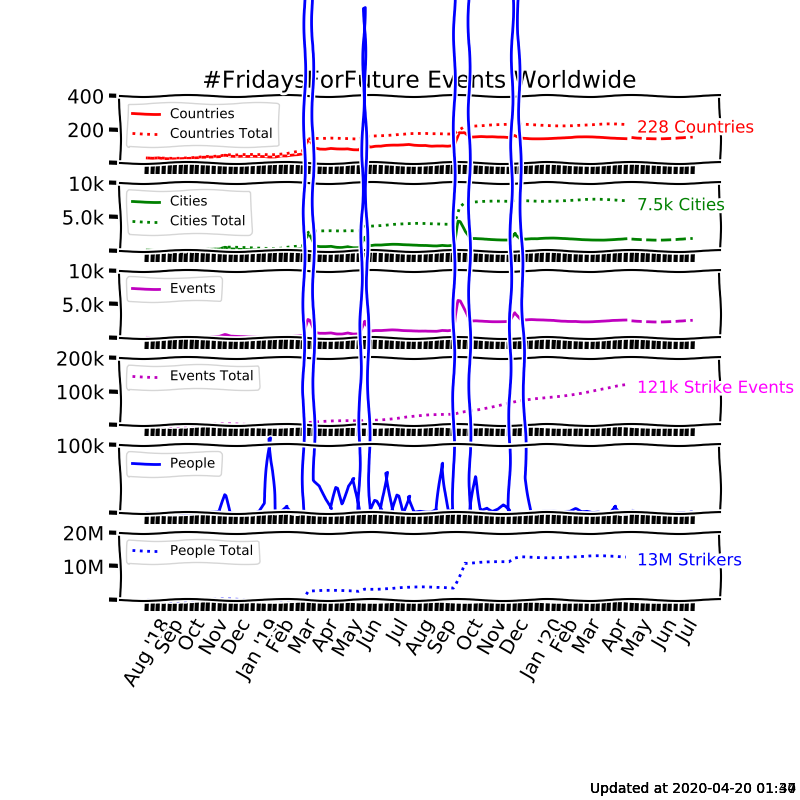 #FridaysForFuture Events Worldwide
400
200
Countries
Countries Total
228 Countries
10k
5.0k
Cities
Cities Total
7.5k Cities
10k
5.0k
Events
200k
100k
Events Total
121k Strike Events
100k
People
20M
10M
People Total
13M Strikers
Aug '18
Sep
Oct
Nov
Dec
Jan '19
Feb
Mar
Apr
May
Jun
Jul
Aug
Sep
Oct
Nov
Dec
Jan '20
Feb
Mar
Apr
May
Jun
Jul
Updated at 2020-04-20